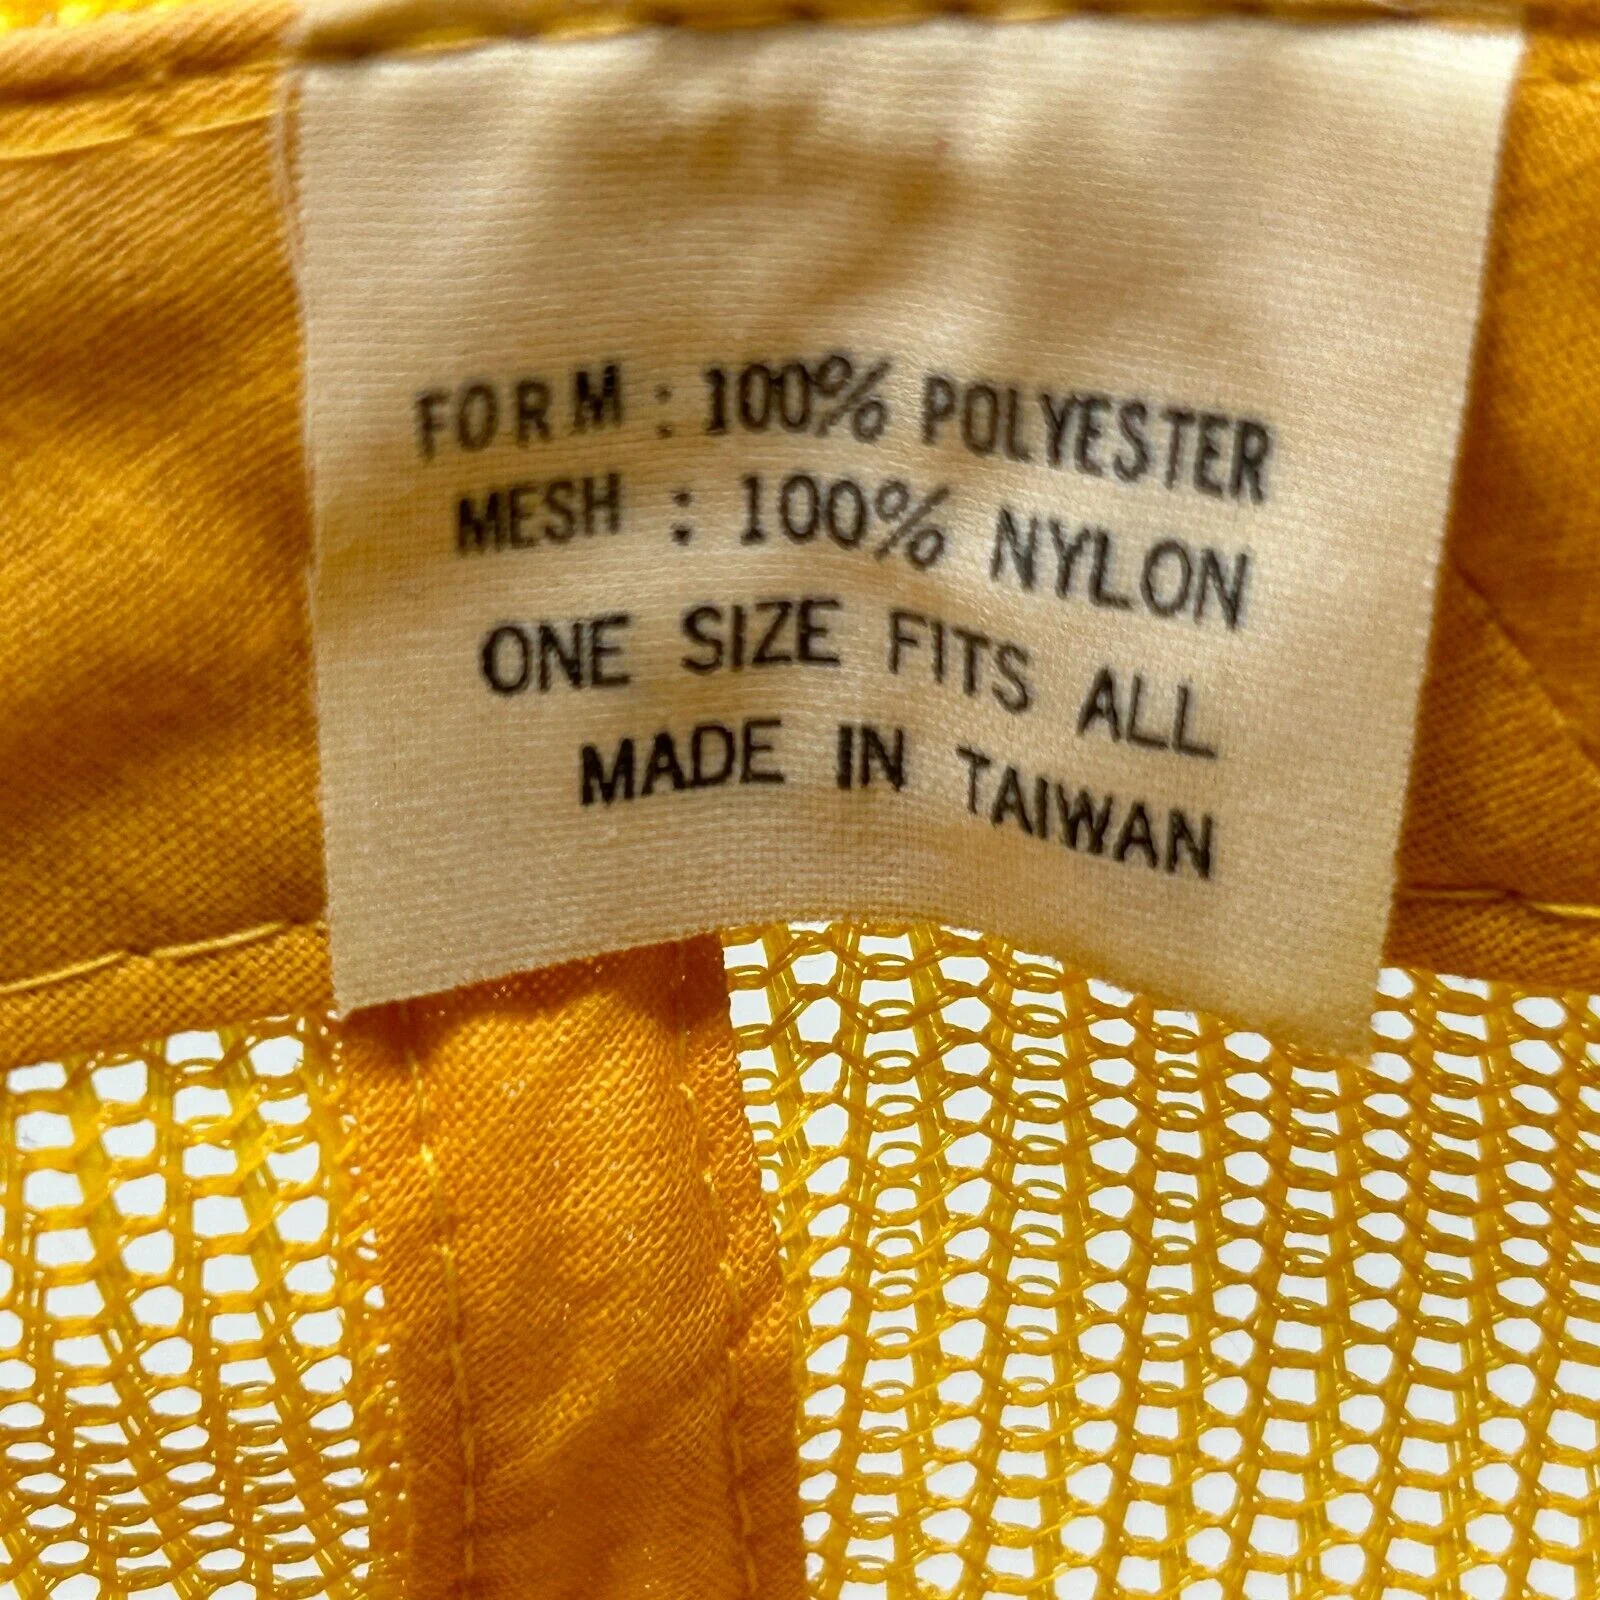 FORM : 100% POLYESTER
MESH : 100% NYLON
ONE SIZE FITS ALL
MADE IN TAIWAN